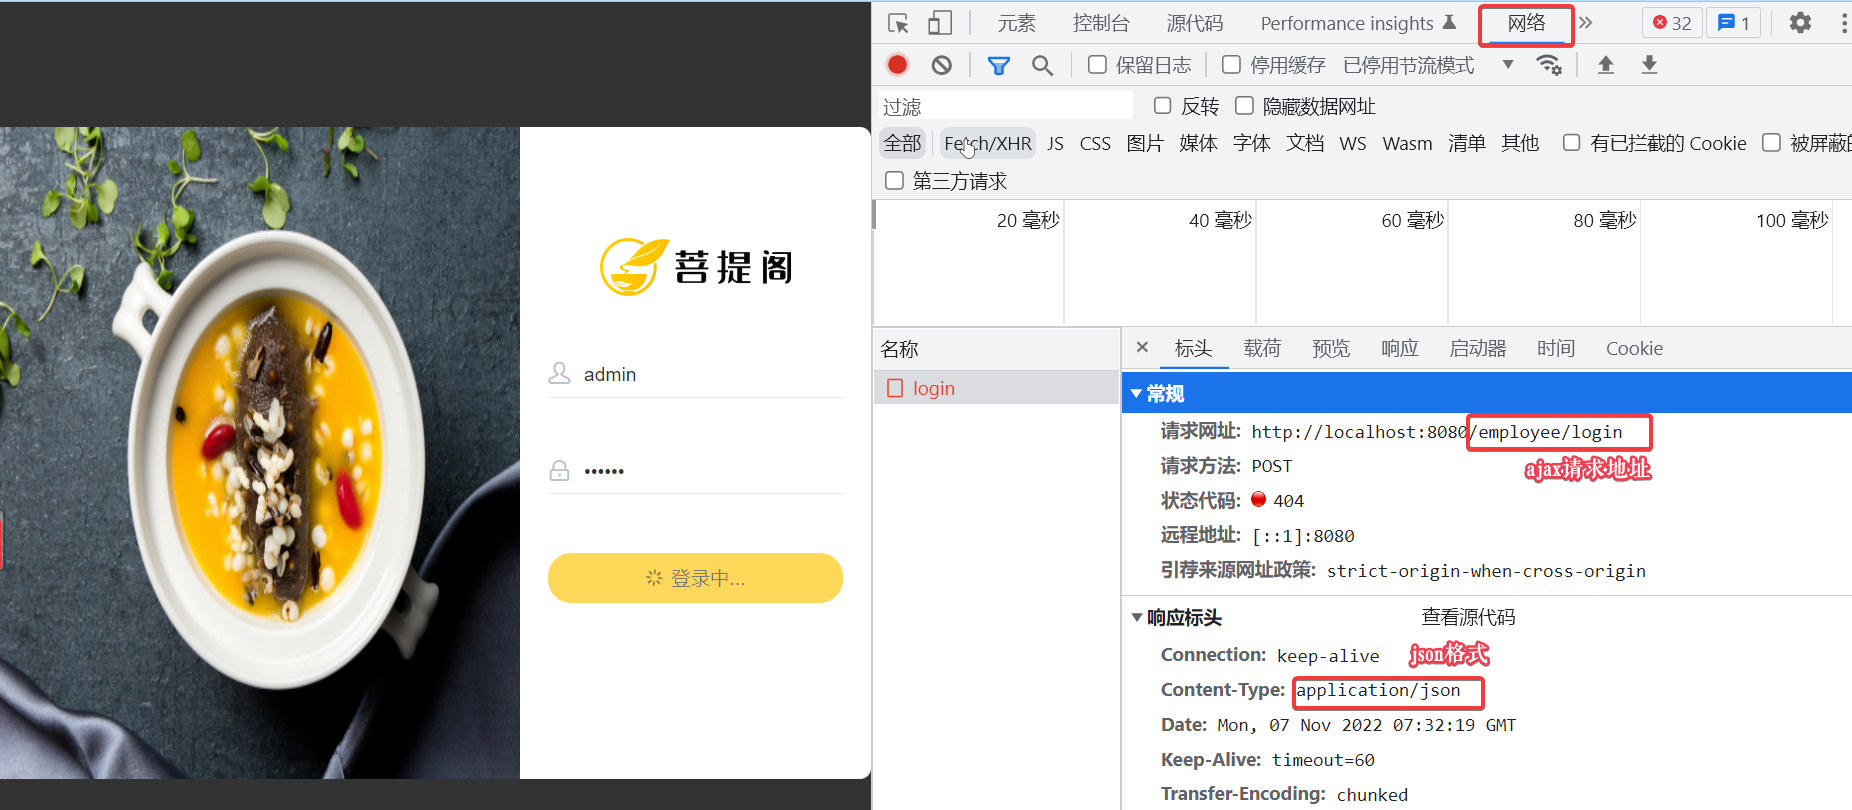 菩提阁
admin
••••••
登录中...
元素 控制台 源代码 Performance insights 网络 » 32 1
保留日志 停用缓存 已停用节流模式
过滤 反转 隐藏数据网址
全部 Fetch/XHR JS CSS 图片 媒体 字体 文档 WS Wasm 清单 其他 有已拦截的 Cookie 被屏蔽的
第三方请求
20 毫秒 40 毫秒 60 毫秒 80 毫秒 100 毫秒
名称
login
× 标头 载荷 预览 响应 启动器 时间 Cookie
常规
请求网址: http://localhost:8080/employee/login
ajax请求地址
请求方法: POST
状态代码: 404
远程地址: [::1]:8080
引荐来源网址政策: strict-origin-when-cross-origin
响应标头 查看源代码
Connection: keep-alive json格式
Content-Type: application/json
Date: Mon, 07 Nov 2022 07:32:19 GMT
Keep-Alive: timeout=60
Transfer-Encoding: chunked